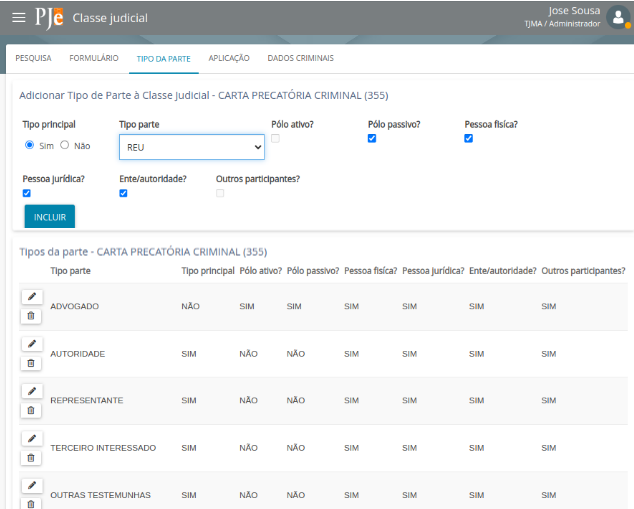 PJe Classe judicial
Jose Sousa
TJMA / Administrador
PESQUISA FORMULÁRIO TIPO DA PARTE APLICAÇÃO DADOS CRIMINAIS
Adicionar Tipo de Parte à Classe Judicial - CARTA PRECATÓRIA CRIMINAL (355)
Tipo principal Tipo parte Pólo ativo? Pólo passivo? Pessoa física?
Sim Não REU
Pessoa jurídica? Ente/autoridade? Outros participantes?
INCLUIR
Tipos da parte - CARTA PRECATÓRIA CRIMINAL (355)
Tipo parte Tipo principal Pólo ativo? Pólo passivo? Pessoa física? Pessoa jurídica? Ente/autoridade? Outros participantes?
ADVOGADO NÃO SIM SIM SIM SIM SIM SIM
AUTORIDADE SIM NÃO NÃO SIM SIM SIM SIM
REPRESENTANTE SIM NÃO NÃO SIM SIM SIM SIM
TERCEIRO INTERESSADO SIM NÃO NÃO SIM SIM SIM SIM
OUTRAS TESTEMUNHAS SIM NÃO NÃO SIM SIM SIM SIM